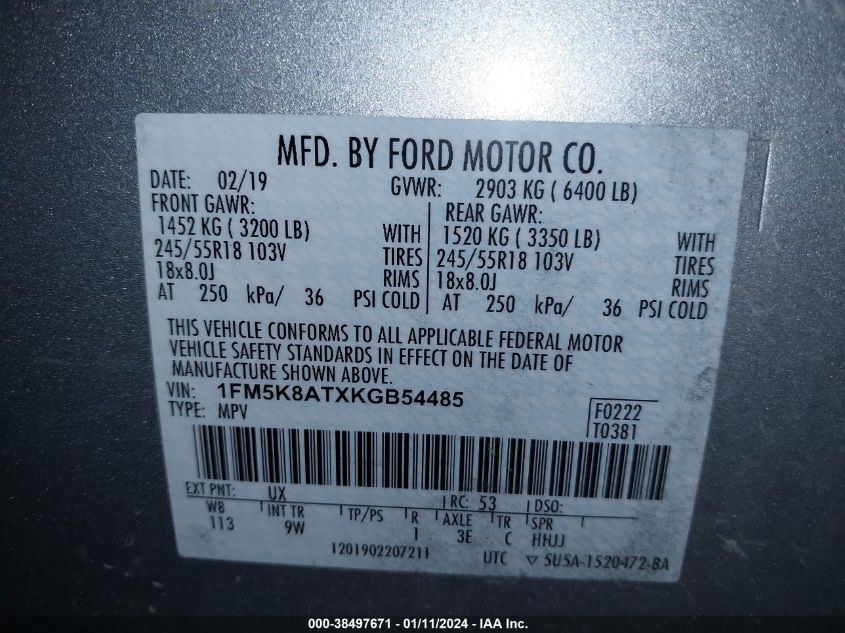 MFD. BY FORD MOTOR CO.
DATE: 02/19 GVWR: 2903 KG ( 6400 LB)
FRONT GAWR: REAR GAWR:
1452 KG ( 3200 LB) WITH 1520 KG ( 3350 LB) WITH
245/55R18 103V TIRES 245/55R18 103V TIRES
18x8.0J RIMS 18x8.0J RIMS
AT 250 kPa/ 36 PSI COLD AT 250 kPa/ 36 PSI COLD
THIS VEHICLE CONFORMS TO ALL APPLICABLE FEDERAL MOTOR
VEHICLE SAFETY STANDARDS IN EFFECT ON THE DATE OF
MANUFACTURE SHOWN ABOVE.
VIN: 1FM5K8ATXKGB54485
TYPE: MPV F0222
T0381
EXT PNT: UX RC: 53 DSO:
WB INT TR TP/PS R AXLE TR SPR
113 9W 1 3E C HHJJ
1201902207211 UTC ▽ 5U5A-1520472-BA
000-38497671 - 01/11/2024 - IAA Inc.